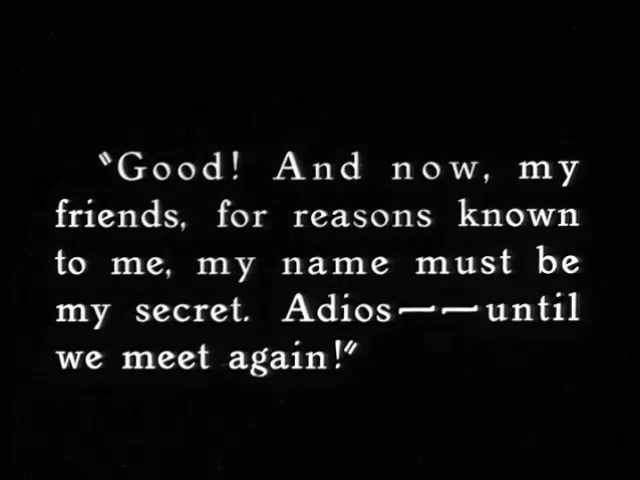 "Good! And now, my
friends, for reasons known
to me, my name must be
my secret. Adios——until
we meet again!"